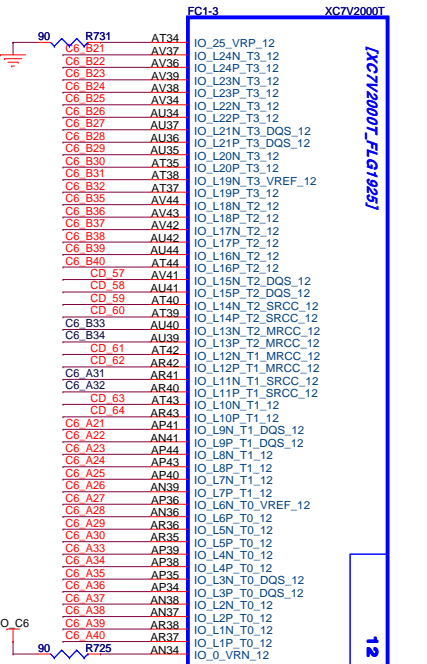 FC1-3 XC7V2000T
90 R731 AT34 IO_25_VRP_12
C6_B21 AV37 IO_L24N_T3_12
C6_B22 AV36 IO_L24P_T3_12
C6_B23 AV39 IO_L23N_T3_12
C6_B24 AV38 IO_L23P_T3_12
C6_B25 AV34 IO_L22N_T3_12
C6_B26 AU34 IO_L22P_T3_12
C6_B27 AU37 IO_L21N_T3_DQS_12
C6_B28 AU36 IO_L21P_T3_DQS_12
C6_B29 AU35 IO_L20N_T3_12
C6_B30 AT35 IO_L20P_T3_12
C6_B31 AT38 IO_L19N_T3_VREF_12
C6_B32 AT37 IO_L19P_T3_12
C6_B35 AV44 IO_L18N_T2_12
C6_B36 AV43 IO_L18P_T2_12
C6_B37 AV42 IO_L17N_T2_12
C6_B38 AU42 IO_L17P_T2_12
C6_B39 AU44 IO_L16N_T2_12
C6_B40 AT44 IO_L16P_T2_12
CD_57 AV41 IO_L15N_T2_DQS_12
CD_58 AU41 IO_L15P_T2_DQS_12
CD_59 AT40 IO_L14N_T2_SRCC_12
CD_60 AT39 IO_L14P_T2_SRCC_12
C6_B33 AU40 IO_L13N_T2_MRCC_12
C6_B34 AU39 IO_L13P_T2_MRCC_12
CD_61 AT42 IO_L12N_T1_MRCC_12
CD_62 AR42 IO_L12P_T1_MRCC_12
C6_A31 AR41 IO_L11N_T1_SRCC_12
C6_A32 AR40 IO_L11P_T1_SRCC_12
CD_63 AT43 IO_L10N_T1_12
CD_64 AR43 IO_L10P_T1_12
C6_A21 AP41 IO_L9N_T1_DQS_12
C6_A22 AN41 IO_L9P_T1_DQS_12
C6_A23 AP44 IO_L8N_T1_12
C6_A24 AP43 IO_L8P_T1_12
C6_A25 AP40 IO_L7N_T1_12
C6_A26 AN39 IO_L7P_T1_12
C6_A27 AP36 IO_L6N_T0_VREF_12
C6_A28 AN36 IO_L6P_T0_12
C6_A29 AR36 IO_L5N_T0_12
C6_A30 AR35 IO_L5P_T0_12
C6_A33 AP39 IO_L4N_T0_12
C6_A34 AP38 IO_L4P_T0_12
C6_A35 AP35 IO_L3N_T0_DQS_12
C6_A36 AP34 IO_L3P_T0_DQS_12
C6_A37 AN38 IO_L2N_T0_12
C6_A38 AN37 IO_L2P_T0_12
O_C6 C6_A39 AR38 IO_L1N_T0_12
C6_A40 AR37 IO_L1P_T0_12
90 R725 AN34 IO_0_VRN_12
[XC7V2000T_FLG1925]
12